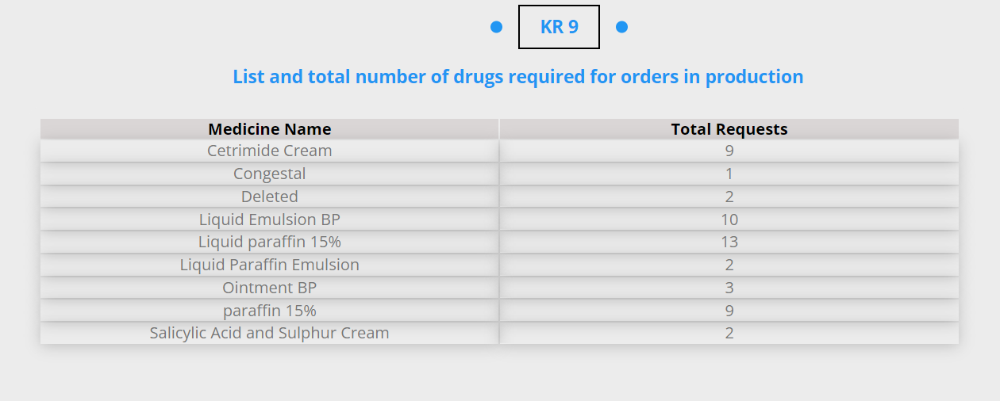 KR 9
List and total number of drugs required for orders in production
Medicine Name Total Requests
Cetrimide Cream 9
Congestal 1
Deleted 2
Liquid Emulsion BP 10
Liquid paraffin 15% 13
Liquid Paraffin Emulsion 2
Ointment BP 3
paraffin 15% 9
Salicylic Acid and Sulphur Cream 2